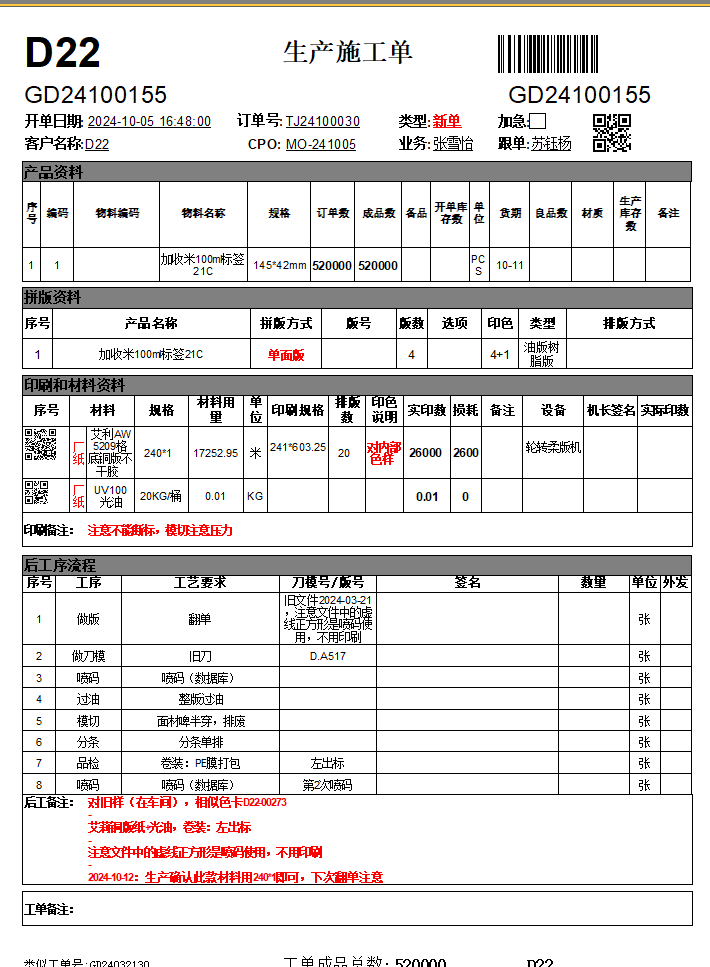 D22 生产施工单
GD24100155 GD24100155
开单日期: 2024-10-05 16:48:00 订单号: TJ24100030 类型:新单 加急:
客户名称:D22 CPO: MO-241005 业务:张雪怡 跟单:苏钰杨
产品资料
序号 编码 物料编码 物料名称 规格 订单数 成品数 备品 开单库存数 单位 货期 良品数 材质 生产库存数 备注
1 1 加收米100m标签21C 145*42mm 520000 520000 PCS 10-11
拼版资料
序号 产品名称 拼版方式 版号 版数 选项 印色 类型 排版方式
1 加收米100m标签21C 单面版 4 4+1 油版树脂版
印刷和材料资料
序号 材料 规格 材料用量 单位 印刷规格 排版数 印色说明 实印数 损耗 备注 设备 机长签名 实际印数
厂纸 艾利AW5209格底铜版不干胶 240*1 17252.95 米 241*603.25 20 对内部色样 26000 2600 轮转柔版机
厂纸 UV100光油 20KG/桶 0.01 KG 0.01 0
印刷备注: 注意不能断标，模切注意压力
后工序流程
序号 工序 工艺要求 刀模号/版号 签名 数量 单位 外发
1 做版 翻单 旧文件2024-03-21，注意文件中的虚线正方形是喷码使用，不用印刷 张
2 做刀模 旧刀 D.A517 张
3 喷码 喷码（数据库） 张
4 过油 整版过油 张
5 模切 面材啤半穿，排废 张
6 分条 分条单排 张
7 品检 卷装：PE膜打包 左出标 张
8 喷码 喷码（数据库） 第2次喷码 张
后工备注: 对旧样（在车间），相似色卡D22-00273
-
艾莉铜版纸+光油，卷装：左出标
-
注意文件中的虚线正方形是喷码使用，不用印刷
-
2024-10-12：生产确认此款材料用240*1即可，下次翻单注意
工单备注:
类似工单号:GD24032130 工单成品总数: 520000 D22